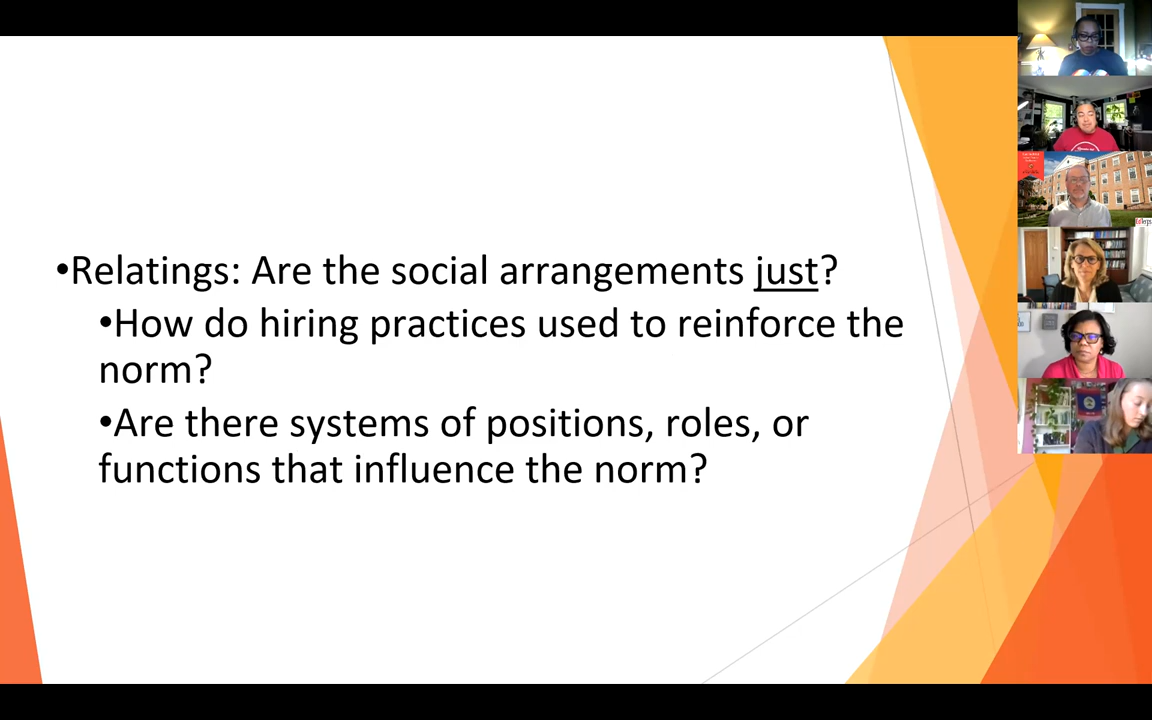 •Relatings: Are the social arrangements just?
•How do hiring practices used to reinforce the
norm?
•Are there systems of positions, roles, or
functions that influence the norm?